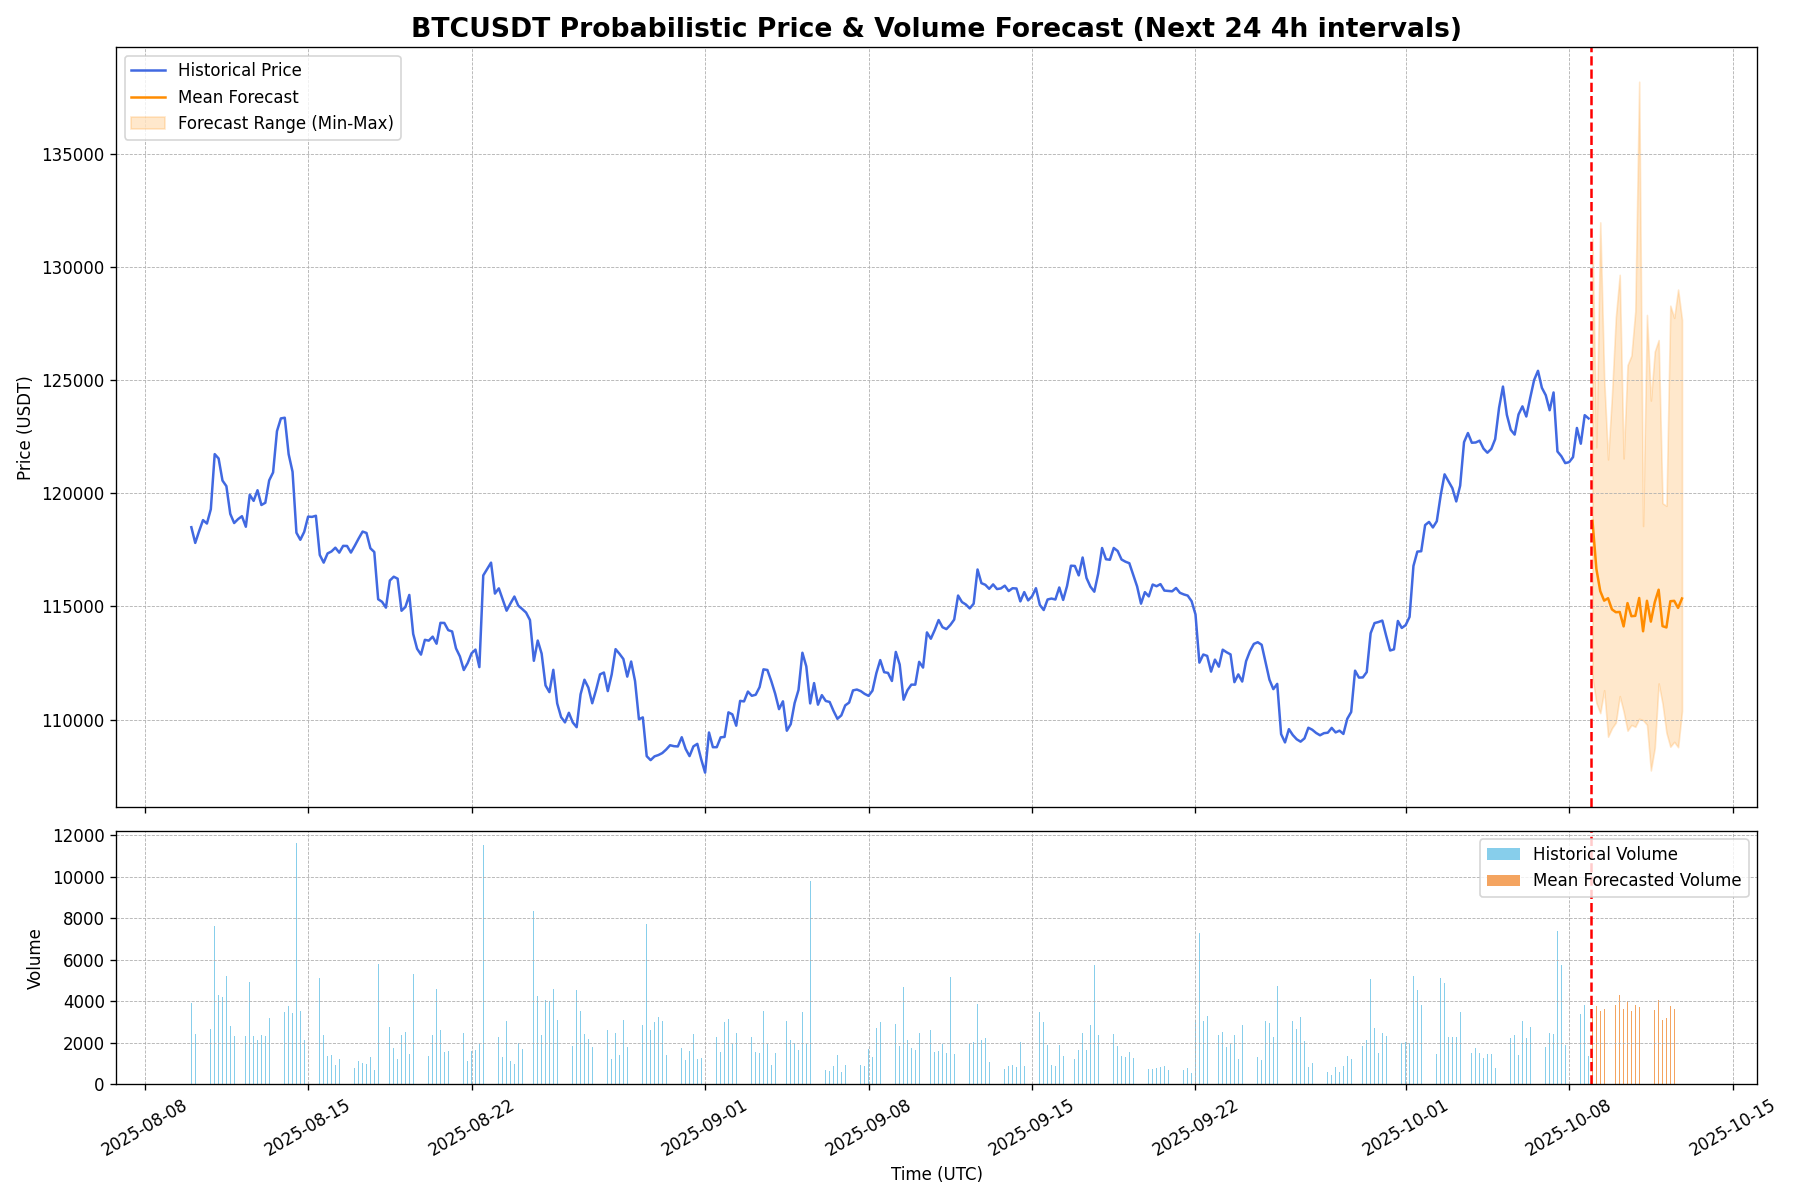 BTCUSDT Probabilistic Price & Volume Forecast (Next 24 4h intervals)
Historical Price
Mean Forecast
Forecast Range (Min-Max)
Price (USDT)
135000
130000
125000
120000
115000
110000
Historical Volume
Mean Forecasted Volume
Volume
12000
10000
8000
6000
4000
2000
0
2025-08-08
2025-08-15
2025-08-22
2025-09-01
2025-09-08
2025-09-15
2025-09-22
2025-10-01
2025-10-08
2025-10-15
Time (UTC)